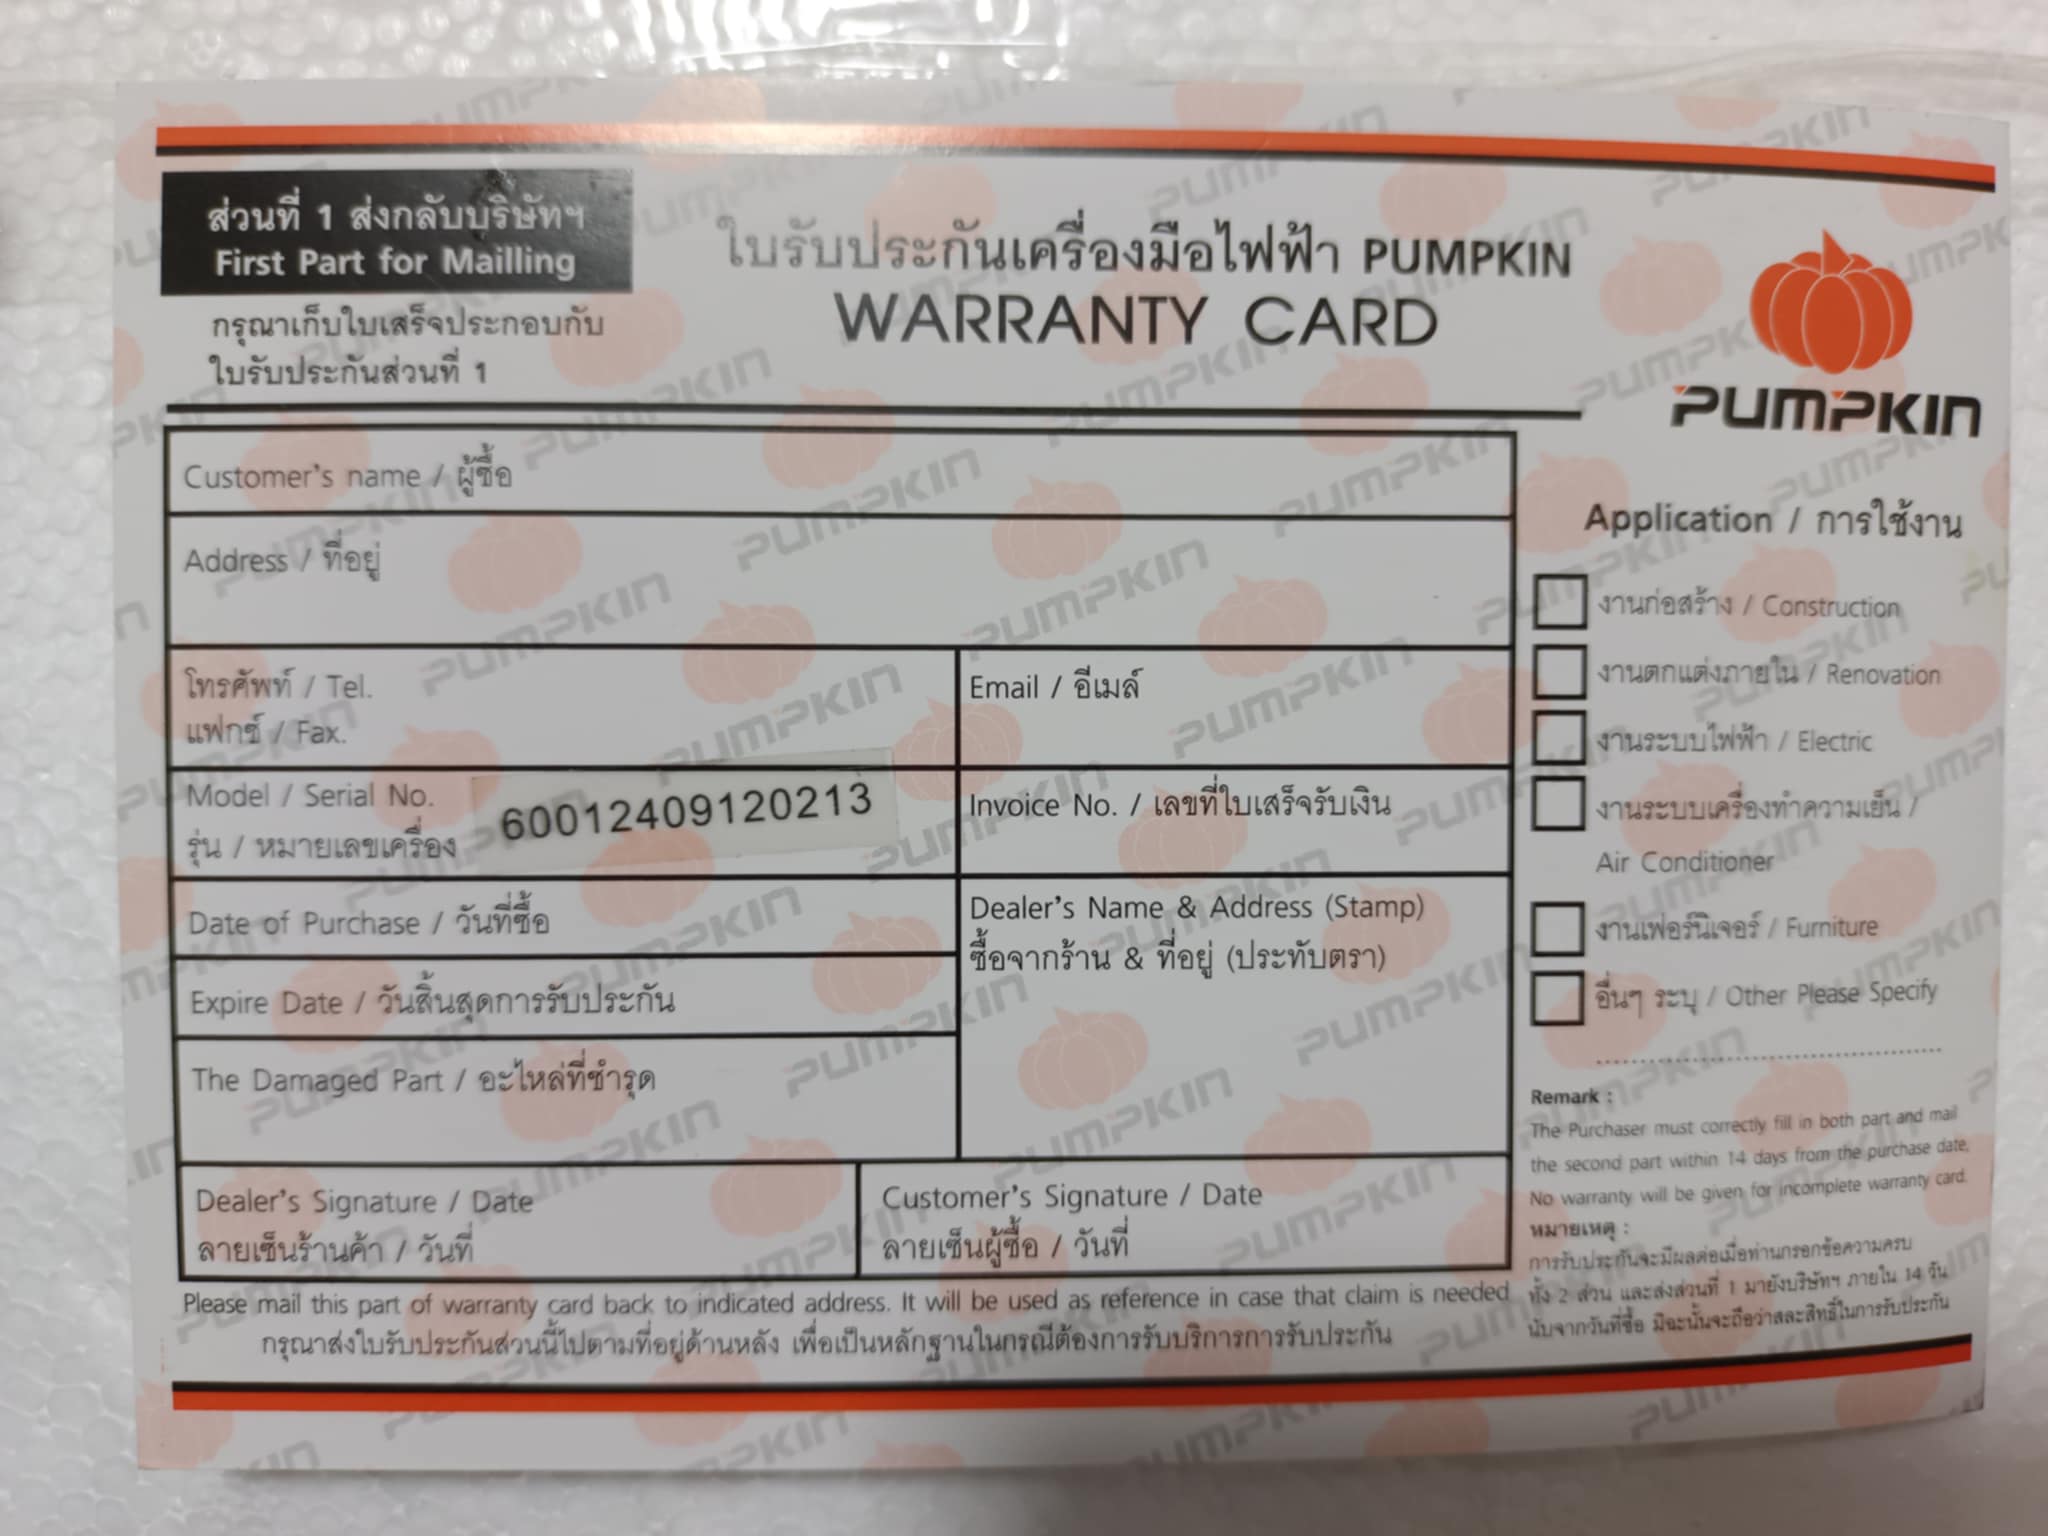 ส่วนที่ 1 ส่งกลับบริษัทฯ
First Part for Mailling
กรุณาเก็บใบเสร็จประกอบกับ
ใบรับประกันส่วนที่ 1
ใบรับประกันเครื่องมือไฟฟ้า PUMPKIN
WARRANTY CARD
PUMPKIN
Customer's name / ผู้ซื้อ
Address / ที่อยู่
โทรศัพท์ / Tel.
แฟกซ์ / Fax.
Email / อีเมล์
Model / Serial No.
รุ่น / หมายเลขเครื่อง
60012409120213
Invoice No. / เลขที่ใบเสร็จรับเงิน
Date of Purchase / วันที่ซื้อ
Expire Date / วันสิ้นสุดการรับประกัน
The Damaged Part / อะไหล่ที่ชำรุด
Dealer's Name & Address (Stamp)
ซื้อจากร้าน & ที่อยู่ (ประทับตรา)
Dealer's Signature / Date
ลายเซ็นร้านค้า / วันที่
Customer's Signature / Date
ลายเซ็นผู้ซื้อ / วันที่
Please mail this part of warranty card back to indicated address. It will be used as reference in case that claim is needed
กรุณาส่งใบรับประกันส่วนนี้ไปตามที่อยู่ด้านหลัง เพื่อเป็นหลักฐานในกรณีต้องการรับบริการการรับประกัน
Application / การใช้งาน
งานก่อสร้าง / Construction
งานตกแต่งภายใน / Renovation
งานระบบไฟฟ้า / Electric
งานระบบเครื่องทำความเย็น /
Air Conditioner
งานเฟอร์นิเจอร์ / Furniture
อื่นๆ ระบุ / Other Please Specify
Remark :
The Purchaser must correctly fill in both part and mail
the second part within 14 days from the purchase date,
No warranty will be given for incomplete warranty card.
หมายเหตุ :
การรับประกันจะมีผลต่อเมื่อท่านกรอกข้อความครบ
ทั้ง 2 ส่วน และส่งส่วนที่ 1 มายังบริษัทฯ ภายใน 14 วัน
นับจากวันที่ซื้อ มิฉะนั้นจะถือว่าสละสิทธิ์ในการรับประกัน